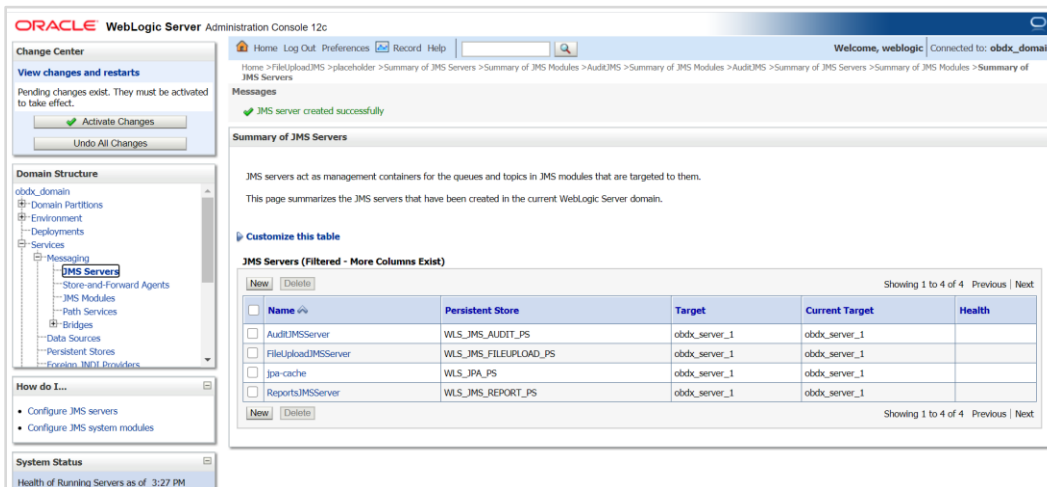 ORACLE WebLogic Server Administration Console 12c
Change Center
View changes and restarts
Pending changes exist. They must be activated
to take effect.
Activate Changes
Undo All Changes
Domain Structure
obdx_domain
Domain Partitions
Environment
Deployments
Services
Messaging
JMS Servers
Store-and-Forward Agents
JMS Modules
Path Services
Bridges
Data Sources
Persistent Stores
Foreign JNDI Providers
How do I...
Configure JMS servers
Configure JMS system modules
System Status
Health of Running Servers as of 3:27 PM
Home Log Out Preferences Record Help
Welcome, weblogic Connected to: obdx_domai
Home >FileUploadJMS >placeholder >Summary of JMS Servers >Summary of JMS Modules >AuditJMS >Summary of JMS Modules >AuditJMS >Summary of JMS Servers >Summary of JMS Modules >Summary of
JMS Servers
Messages
JMS server created successfully
Summary of JMS Servers
JMS servers act as management containers for the queues and topics in JMS modules that are targeted to them.
This page summarizes the JMS servers that have been created in the current WebLogic Server domain.
Customize this table
JMS Servers (Filtered - More Columns Exist)
New Delete Showing 1 to 4 of 4 Previous | Next
Name Persistent Store Target Current Target Health
AuditJMSServer WLS_JMS_AUDIT_PS obdx_server_1 obdx_server_1
FileUploadJMSServer WLS_JMS_FILEUPLOAD_PS obdx_server_1 obdx_server_1
jpa-cache WLS_JPA_PS obdx_server_1 obdx_server_1
ReportsJMSServer WLS_JMS_REPORT_PS obdx_server_1 obdx_server_1
New Delete Showing 1 to 4 of 4 Previous | Next